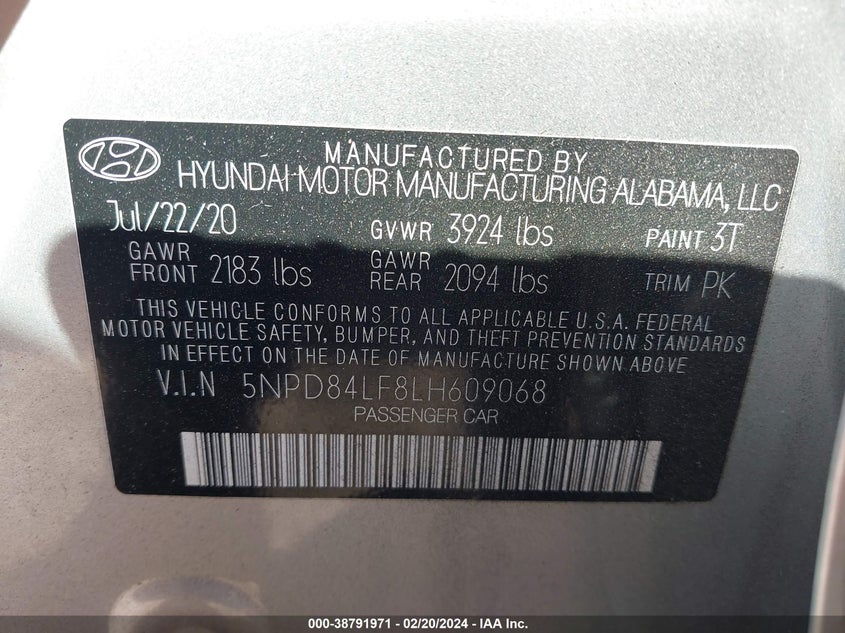 MANUFACTURED BY
HYUNDAI MOTOR MANUFACTURING ALABAMA, LLC
Jul/22/20 GVWR 3924 lbs PAINT 3T
GAWR FRONT 2183 lbs GAWR REAR 2094 lbs TRIM PK
THIS VEHICLE CONFORMS TO ALL APPLICABLE U.S.A. FEDERAL
MOTOR VEHICLE SAFETY, BUMPER, AND THEFT PREVENTION STANDARDS
IN EFFECT ON THE DATE OF MANUFACTURE SHOWN ABOVE
V.I.N 5NPD84LF8LH609068
PASSENGER CAR
000-38791971 - 02/20/2024 - IAA Inc.